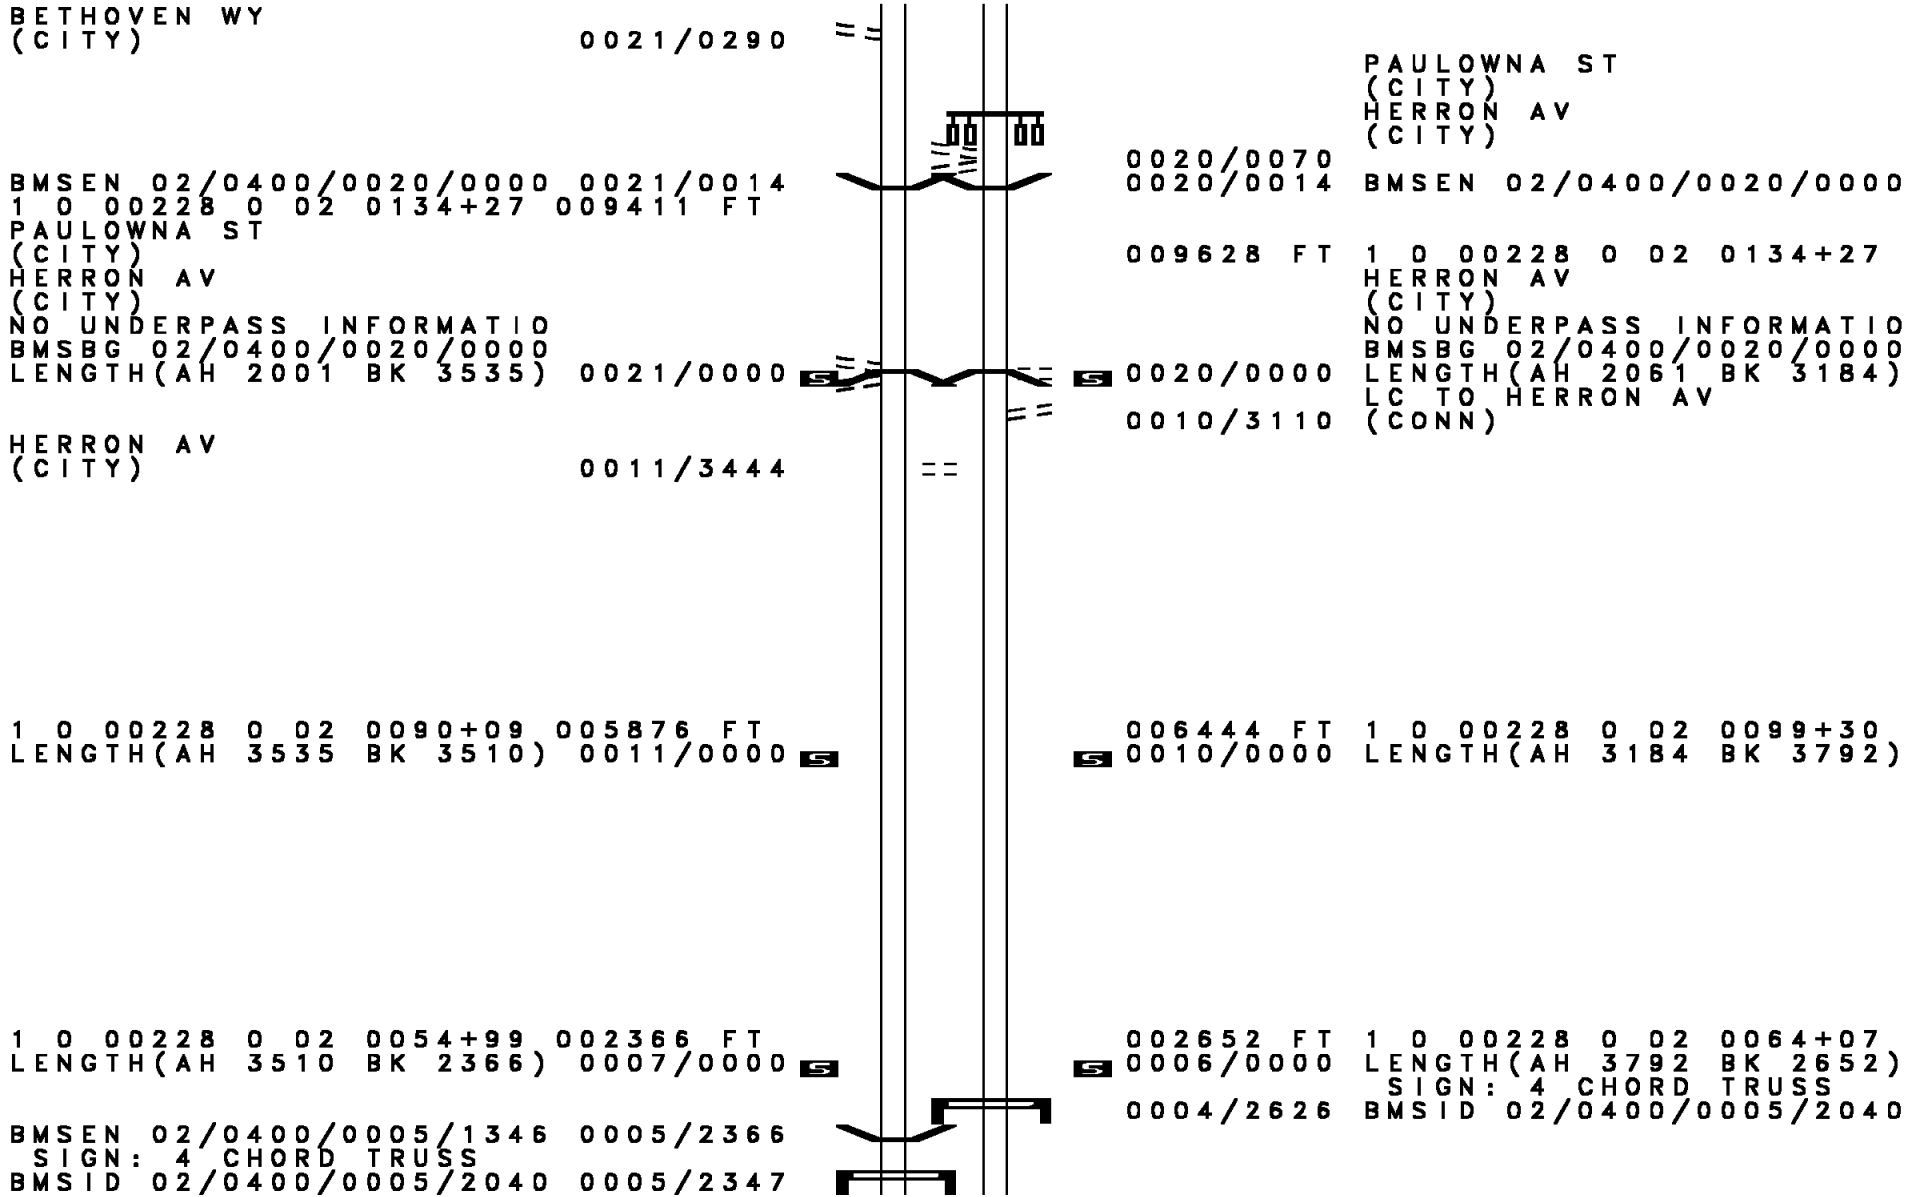 BETHOVEN WY
(CITY) 0021/0290
PAULOWNA ST
(CITY)
HERRON AV
(CITY)
0020/0070
BMSEN 02/0400/0020/0000 0021/0014
0020/0014 BMSEN 02/0400/0020/0000
1 0 00228 0 02 0134+27 009411 FT
PAULOWNA ST
(CITY)
009628 FT 1 0 00228 0 02 0134+27
HERRON AV
(CITY)
HERRON AV
(CITY)
NO UNDERPASS INFORMATIO
NO UNDERPASS INFORMATIO
BMSBG 02/0400/0020/0000
BMSBG 02/0400/0020/0000
LENGTH(AH 2001 BK 3535) 0021/0000 S
S 0020/0000 LENGTH(AH 2061 BK 3184)
LC TO HERRON AV
0010/3110 (CONN)
HERRON AV
(CITY) 0011/3444
1 0 00228 0 02 0090+09 005876 FT
006444 FT 1 0 00228 0 02 0099+30
LENGTH(AH 3535 BK 3510) 0011/0000 S
S 0010/0000 LENGTH(AH 3184 BK 3792)
1 0 00228 0 02 0054+99 002366 FT
002652 FT 1 0 00228 0 02 0064+07
LENGTH(AH 3510 BK 2366) 0007/0000 S
S 0006/0000 LENGTH(AH 3792 BK 2652)
SIGN: 4 CHORD TRUSS
0004/2626 BMSID 02/0400/0005/2040
BMSEN 02/0400/0005/1346 0005/2366
SIGN: 4 CHORD TRUSS
BMSID 02/0400/0005/2040 0005/2347